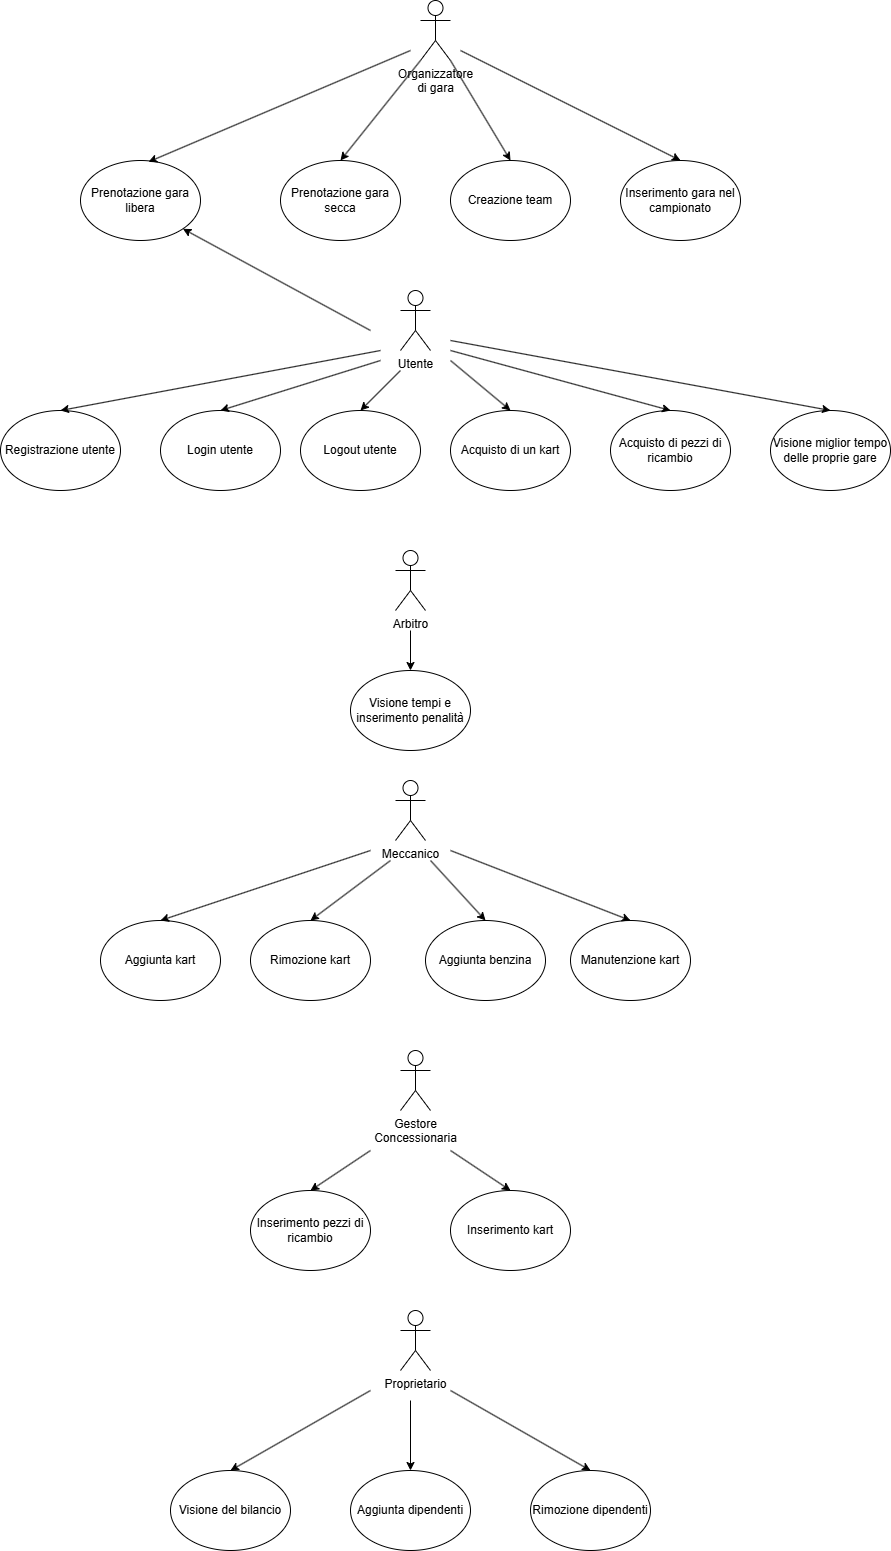 Organizzatore
di gara
Prenotazione gara
libera
Prenotazione gara
secca
Creazione team
Inserimento gara nel
campionato
Utente
Registrazione utente
Login utente
Logout utente
Acquisto di un kart
Acquisto di pezzi di
ricambio
Visione miglior tempo
delle proprie gare
Arbitro
Visione tempi e
inserimento penalità
Meccanico
Aggiunta kart
Rimozione kart
Aggiunta benzina
Manutenzione kart
Gestore
Concessionaria
Inserimento pezzi di
ricambio
Inserimento kart
Proprietario
Visione del bilancio
Aggiunta dipendenti
Rimozione dipendenti